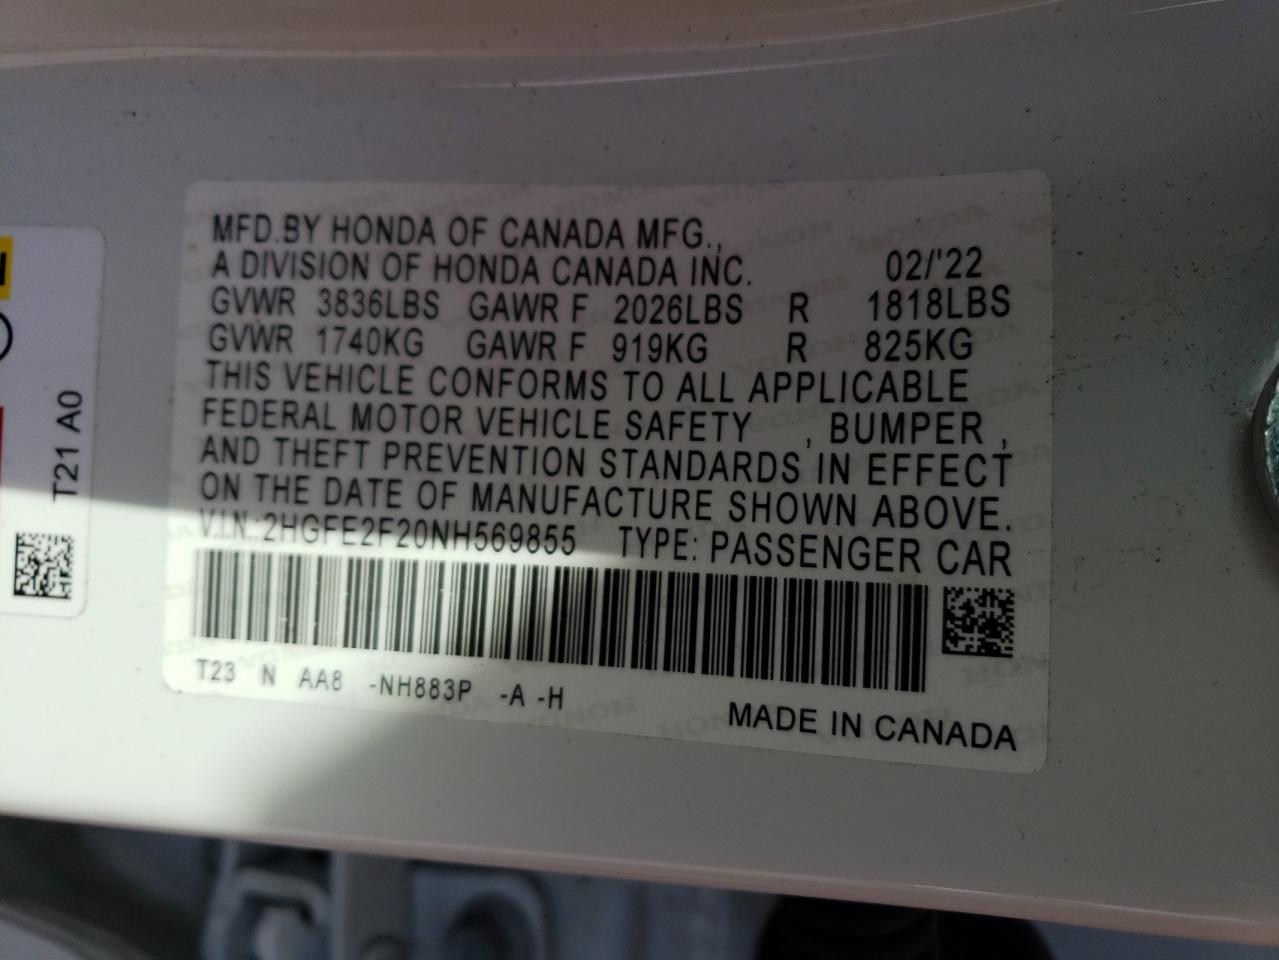 MFD.BY HONDA OF CANADA MFG.,
A DIVISION OF HONDA CANADA INC. 02/'22
GVWR 3836LBS GAWR F 2026LBS R 1818LBS
GVWR 1740KG GAWR F 919KG R 825KG
THIS VEHICLE CONFORMS TO ALL APPLICABLE
FEDERAL MOTOR VEHICLE SAFETY , BUMPER ,
AND THEFT PREVENTION STANDARDS IN EFFECT
ON THE DATE OF MANUFACTURE SHOWN ABOVE.
V.I.N.:2HGFE2F20NH569855 TYPE: PASSENGER CAR
T23 N AA8 -NH883P -A -H
MADE IN CANADA
T21 A0